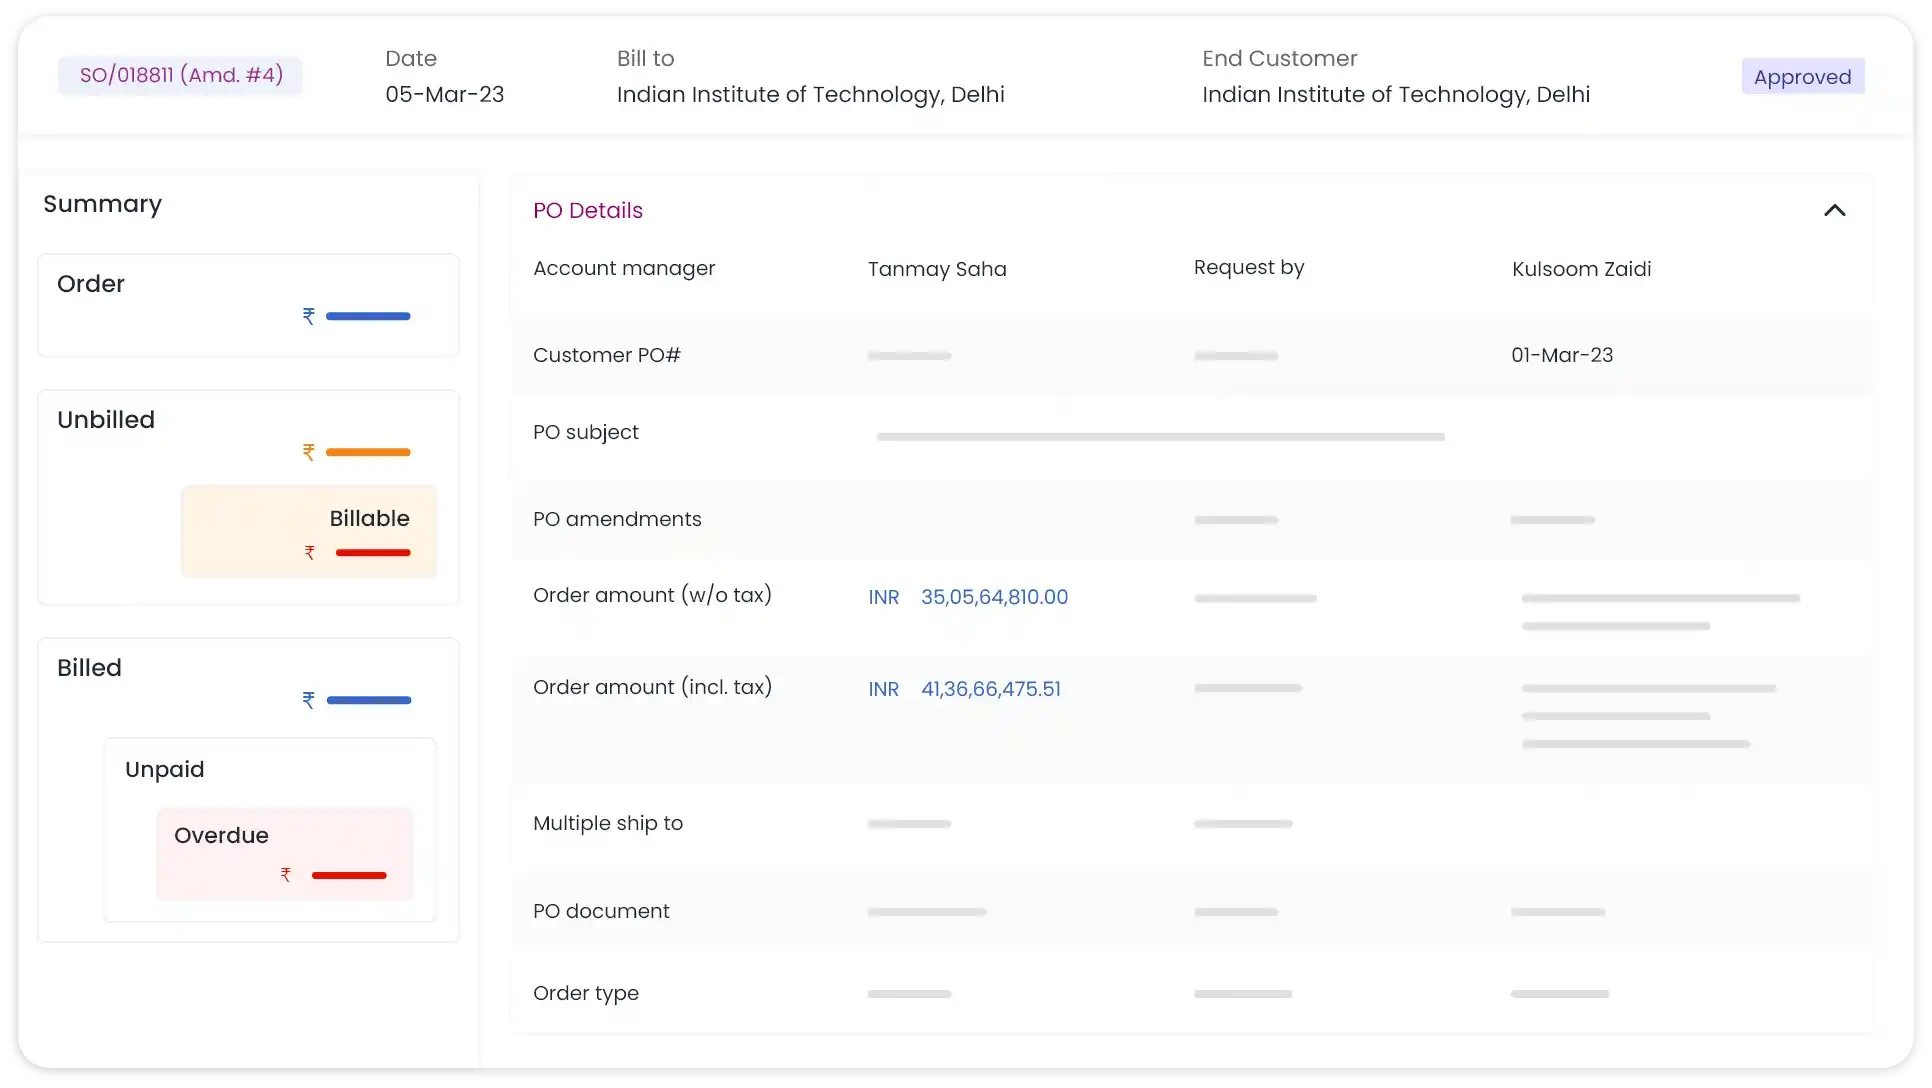 SO/018811 (Amd. #4)
Date
05-Mar-23
Bill to
Indian Institute of Technology, Delhi
End Customer
Indian Institute of Technology, Delhi
Approved
Summary
Order
₹
Unbilled
₹
Billable
₹
Billed
₹
Unpaid
Overdue
₹
PO Details
Account manager Tanmay Saha Request by Kulsoom Zaidi
Customer PO# 01-Mar-23
PO subject
PO amendments
Order amount (w/o tax) INR 35,05,64,810.00
Order amount (incl. tax) INR 41,36,66,475.51
Multiple ship to
PO document
Order type